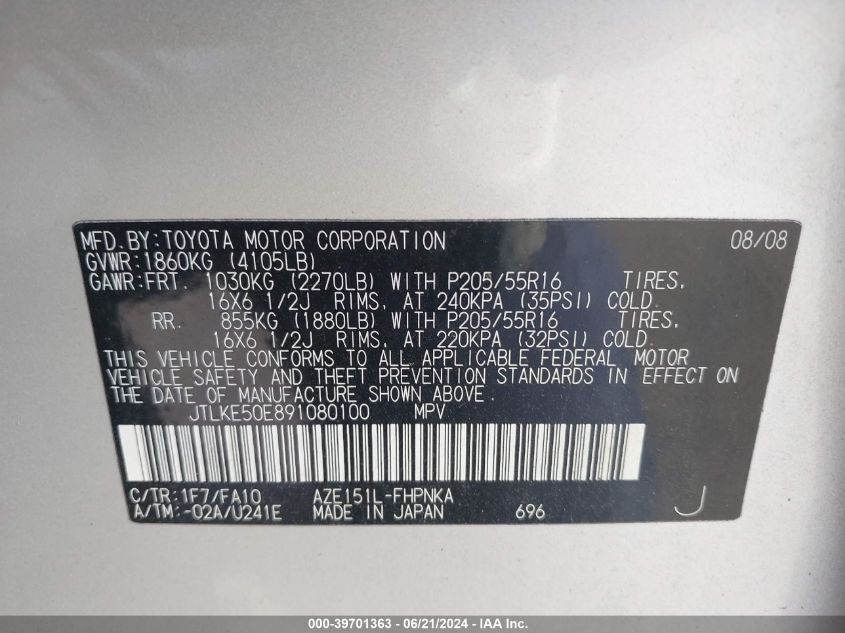 MFD.BY:TOYOTA MOTOR CORPORATION 08/08
GVWR:1860KG (4105LB)
GAWR:FRT. 1030KG (2270LB) WITH P205/55R16 TIRES,
16X6 1/2J RIMS, AT 240KPA (35PSI) COLD.
RR. 855KG (1880LB) WITH P205/55R16 TIRES,
16X6 1/2J RIMS, AT 220KPA (32PSI) COLD.
THIS VEHICLE CONFORMS TO ALL APPLICABLE FEDERAL MOTOR
VEHICLE SAFETY AND THEFT PREVENTION STANDARDS IN EFFECT ON
THE DATE OF MANUFACTURE SHOWN ABOVE.
JTLKE50E891080100 MPV
C/TR:1F7/FA10 AZE151L-FHPNKA
A/TM:-02A/U241E MADE IN JAPAN 696 J
000-39701363 - 06/21/2024 - IAA Inc.